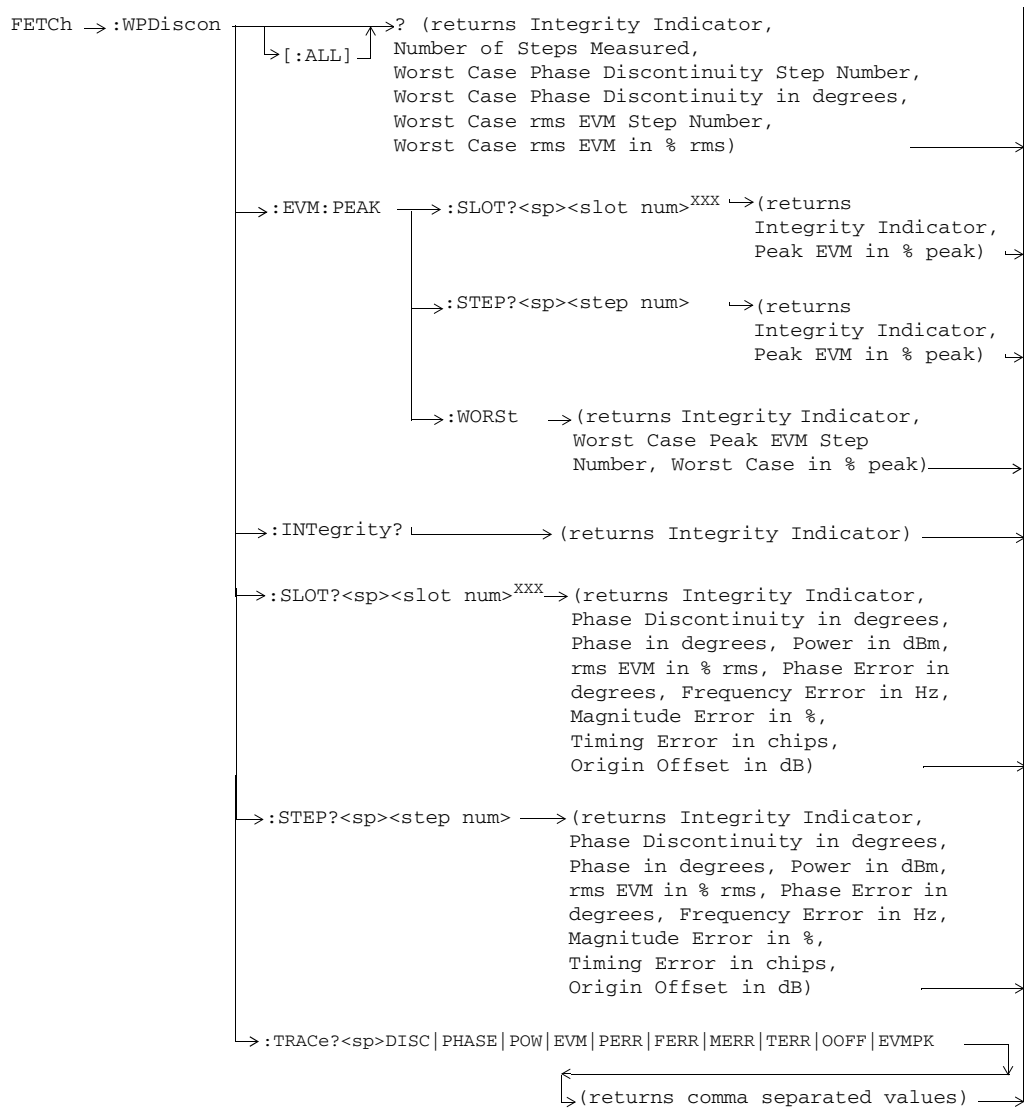 FETCh :WPDiscon ? (returns Integrity Indicator,
[:ALL] Number of Steps Measured,
Worst Case Phase Discontinuity Step Number,
Worst Case Phase Discontinuity in degrees,
Worst Case rms EVM Step Number,
Worst Case rms EVM in % rms)
:EVM:PEAK :SLOT?<sp><slot num>XXX (returns
Integrity Indicator,
Peak EVM in % peak)
:STEP?<sp><step num> (returns
Integrity Indicator,
Peak EVM in % peak)
:WORSt (returns Integrity Indicator,
Worst Case Peak EVM Step
Number, Worst Case in % peak)
:INTegrity? (returns Integrity Indicator)
:SLOT?<sp><slot num>XXX (returns Integrity Indicator,
Phase Discontinuity in degrees,
Phase in degrees, Power in dBm,
rms EVM in % rms, Phase Error in
degrees, Frequency Error in Hz,
Magnitude Error in %,
Timing Error in chips,
Origin Offset in dB)
:STEP?<sp><step num> (returns Integrity Indicator,
Phase Discontinuity in degrees,
Phase in degrees, Power in dBm,
rms EVM in % rms, Phase Error in
degrees, Frequency Error in Hz,
Magnitude Error in %,
Timing Error in chips,
Origin Offset in dB)
:TRACe?<sp>DISC|PHASE|POW|EVM|PERR|FERR|MERR|TERR|OOFF|EVMPK
(returns comma separated values)